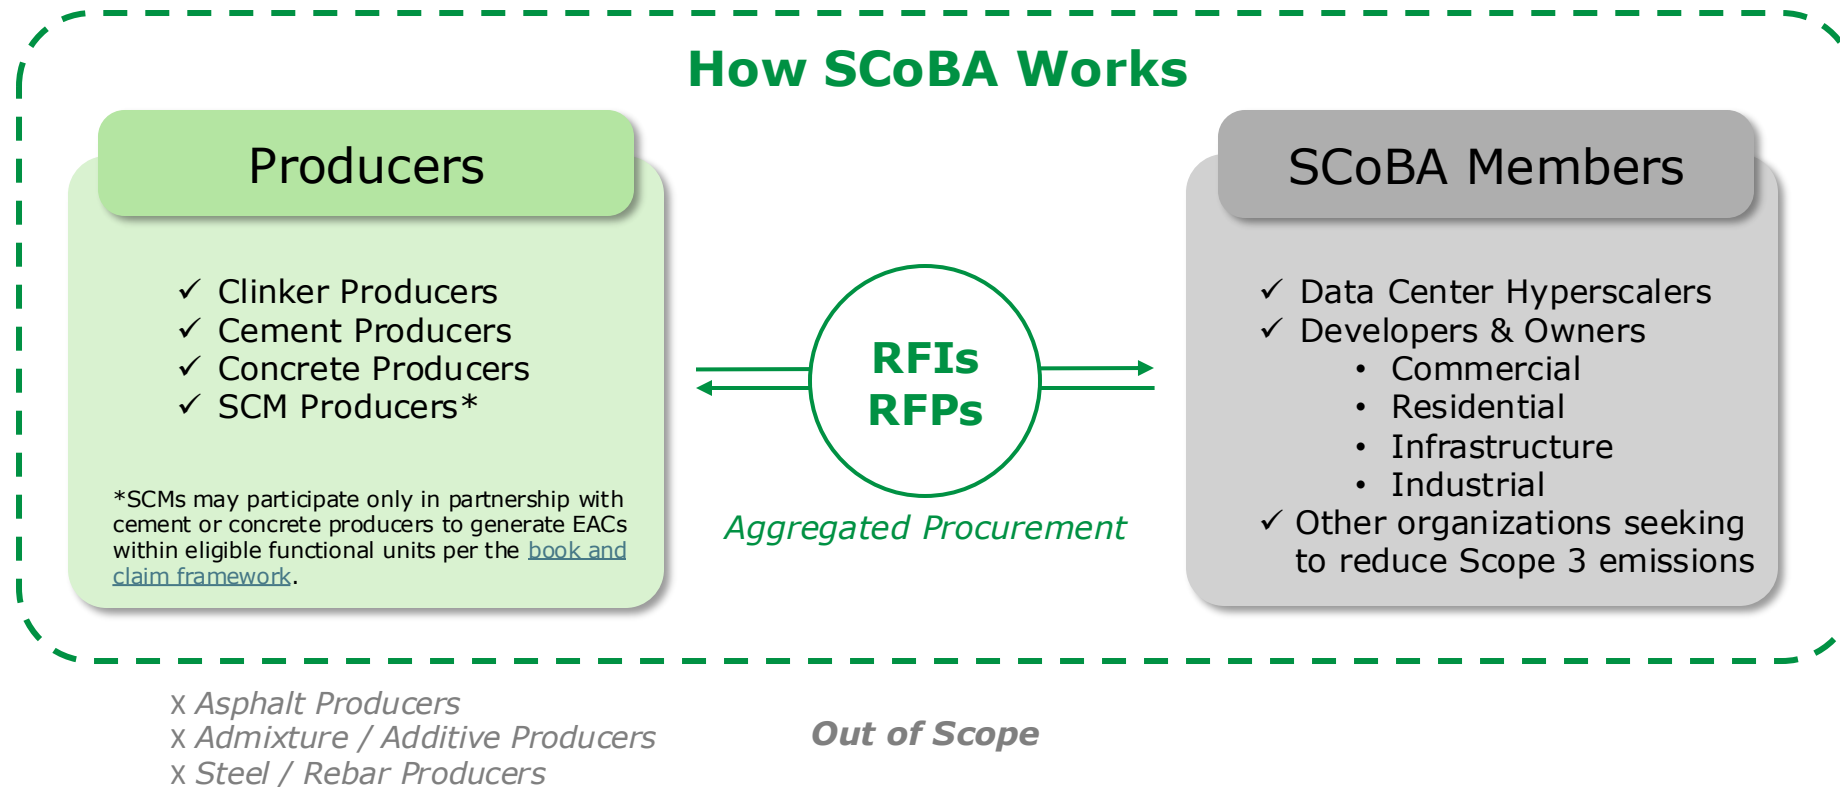 How SCoBA Works
Producers
✓ Clinker Producers
✓ Cement Producers
✓ Concrete Producers
✓ SCM Producers*
*SCMs may participate only in partnership with
cement or concrete producers to generate EACs
within eligible functional units per the book and
claim framework.
RFIs
RFPs
Aggregated Procurement
SCoBA Members
✓ Data Center Hyperscalers
✓ Developers & Owners
• Commercial
• Residential
• Infrastructure
• Industrial
✓ Other organizations seeking
to reduce Scope 3 emissions
X Asphalt Producers
X Admixture / Additive Producers
X Steel / Rebar Producers
Out of Scope